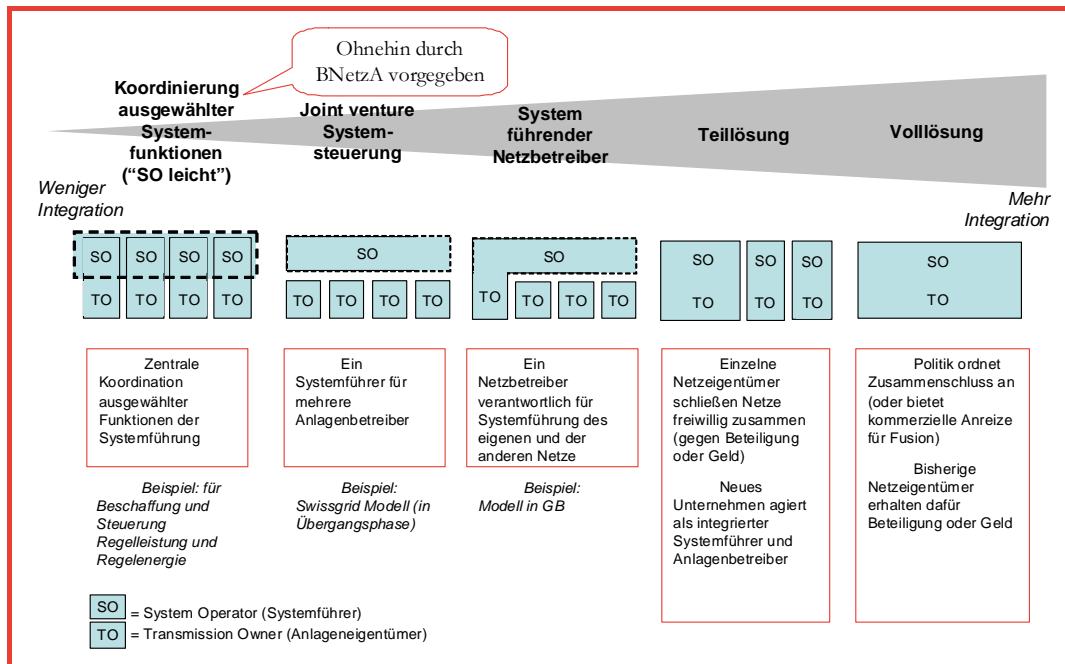 Ohnehin durch
BNetzA vorgegeben
Koordinierung
ausgewählter
System-
funktionen
(“SO leicht”)
Joint venture
System-
steuerung
System
führender
Netzbetreiber
Teillösung
Volllösung
Weniger
Integration
Mehr
Integration
SO SO SO SO
TO TO TO TO
SO
TO TO TO TO
SO
TO TO TO TO TO
SO SO SO
TO TO TO
SO
TO
Zentrale
Koordination
ausgewählter
Funktionen der
Systemführung
Beispiel: für
Beschaffung und
Steuerung
Regelleistung und
Regelenergie
Ein
Systemführer für
mehrere
Anlagenbetreiber
Beispiel:
Swissgrid Modell (in
Übergangsphase)
Ein
Netzbetreiber
verantwortlich für
Systemführung des
eigenen und der
anderen Netze
Beispiel:
Modell in GB
Einzelne
Netzeigentümer
schließen Netze
freiwillig zusammen
(gegen Beteiligung
oder Geld)
Neues
Unternehmen agiert
als integrierter
Systemführer und
Anlagenbetreiber
Politik ordnet
Zusammenschluss an
(oder bietet
kommerzielle Anreize
für Fusion)
Bisherige
Netzeigentümer
erhalten dafür
Beteiligung oder Geld
SO = System Operator (Systemführer)
TO = Transmission Owner (Anlageneigentümer)